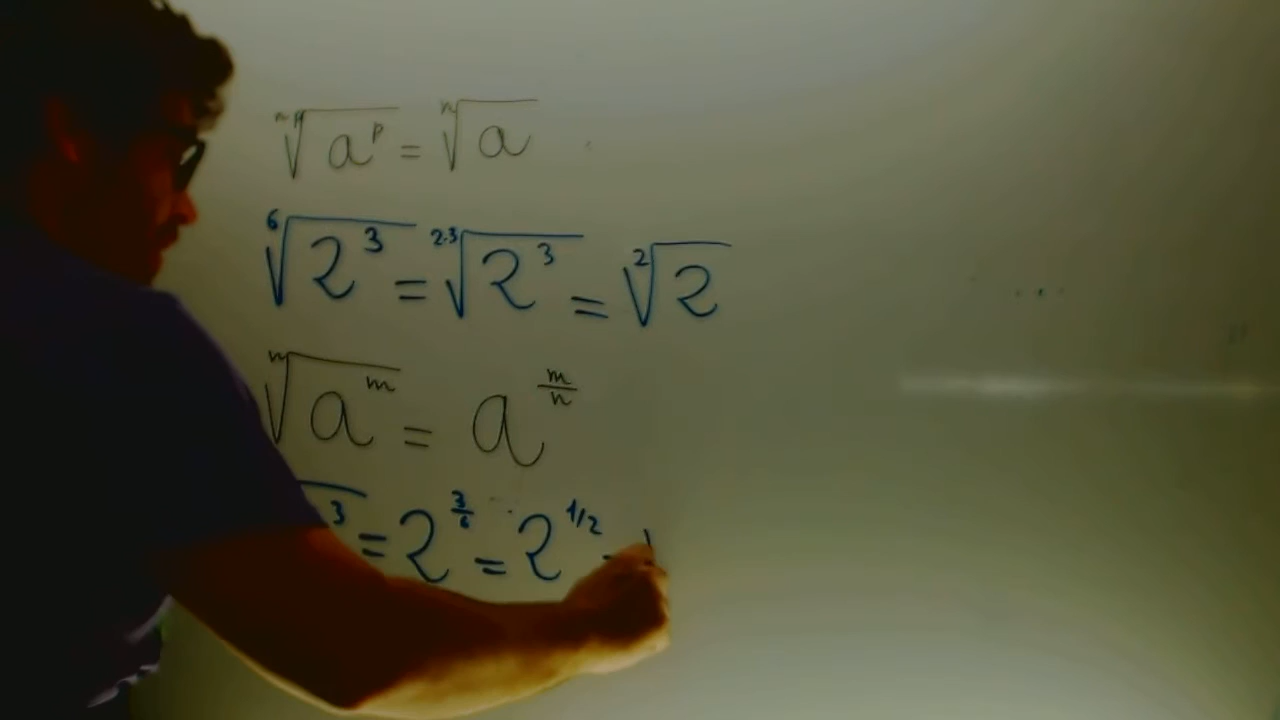 ⁿᵖ√aᵖ = ⁿ√a
⁶√2³ = ²·³√2³ = ²√2
ⁿ√aᵐ = a^(m/n)
3 = 2^(3/6) = 2^(1/2) =